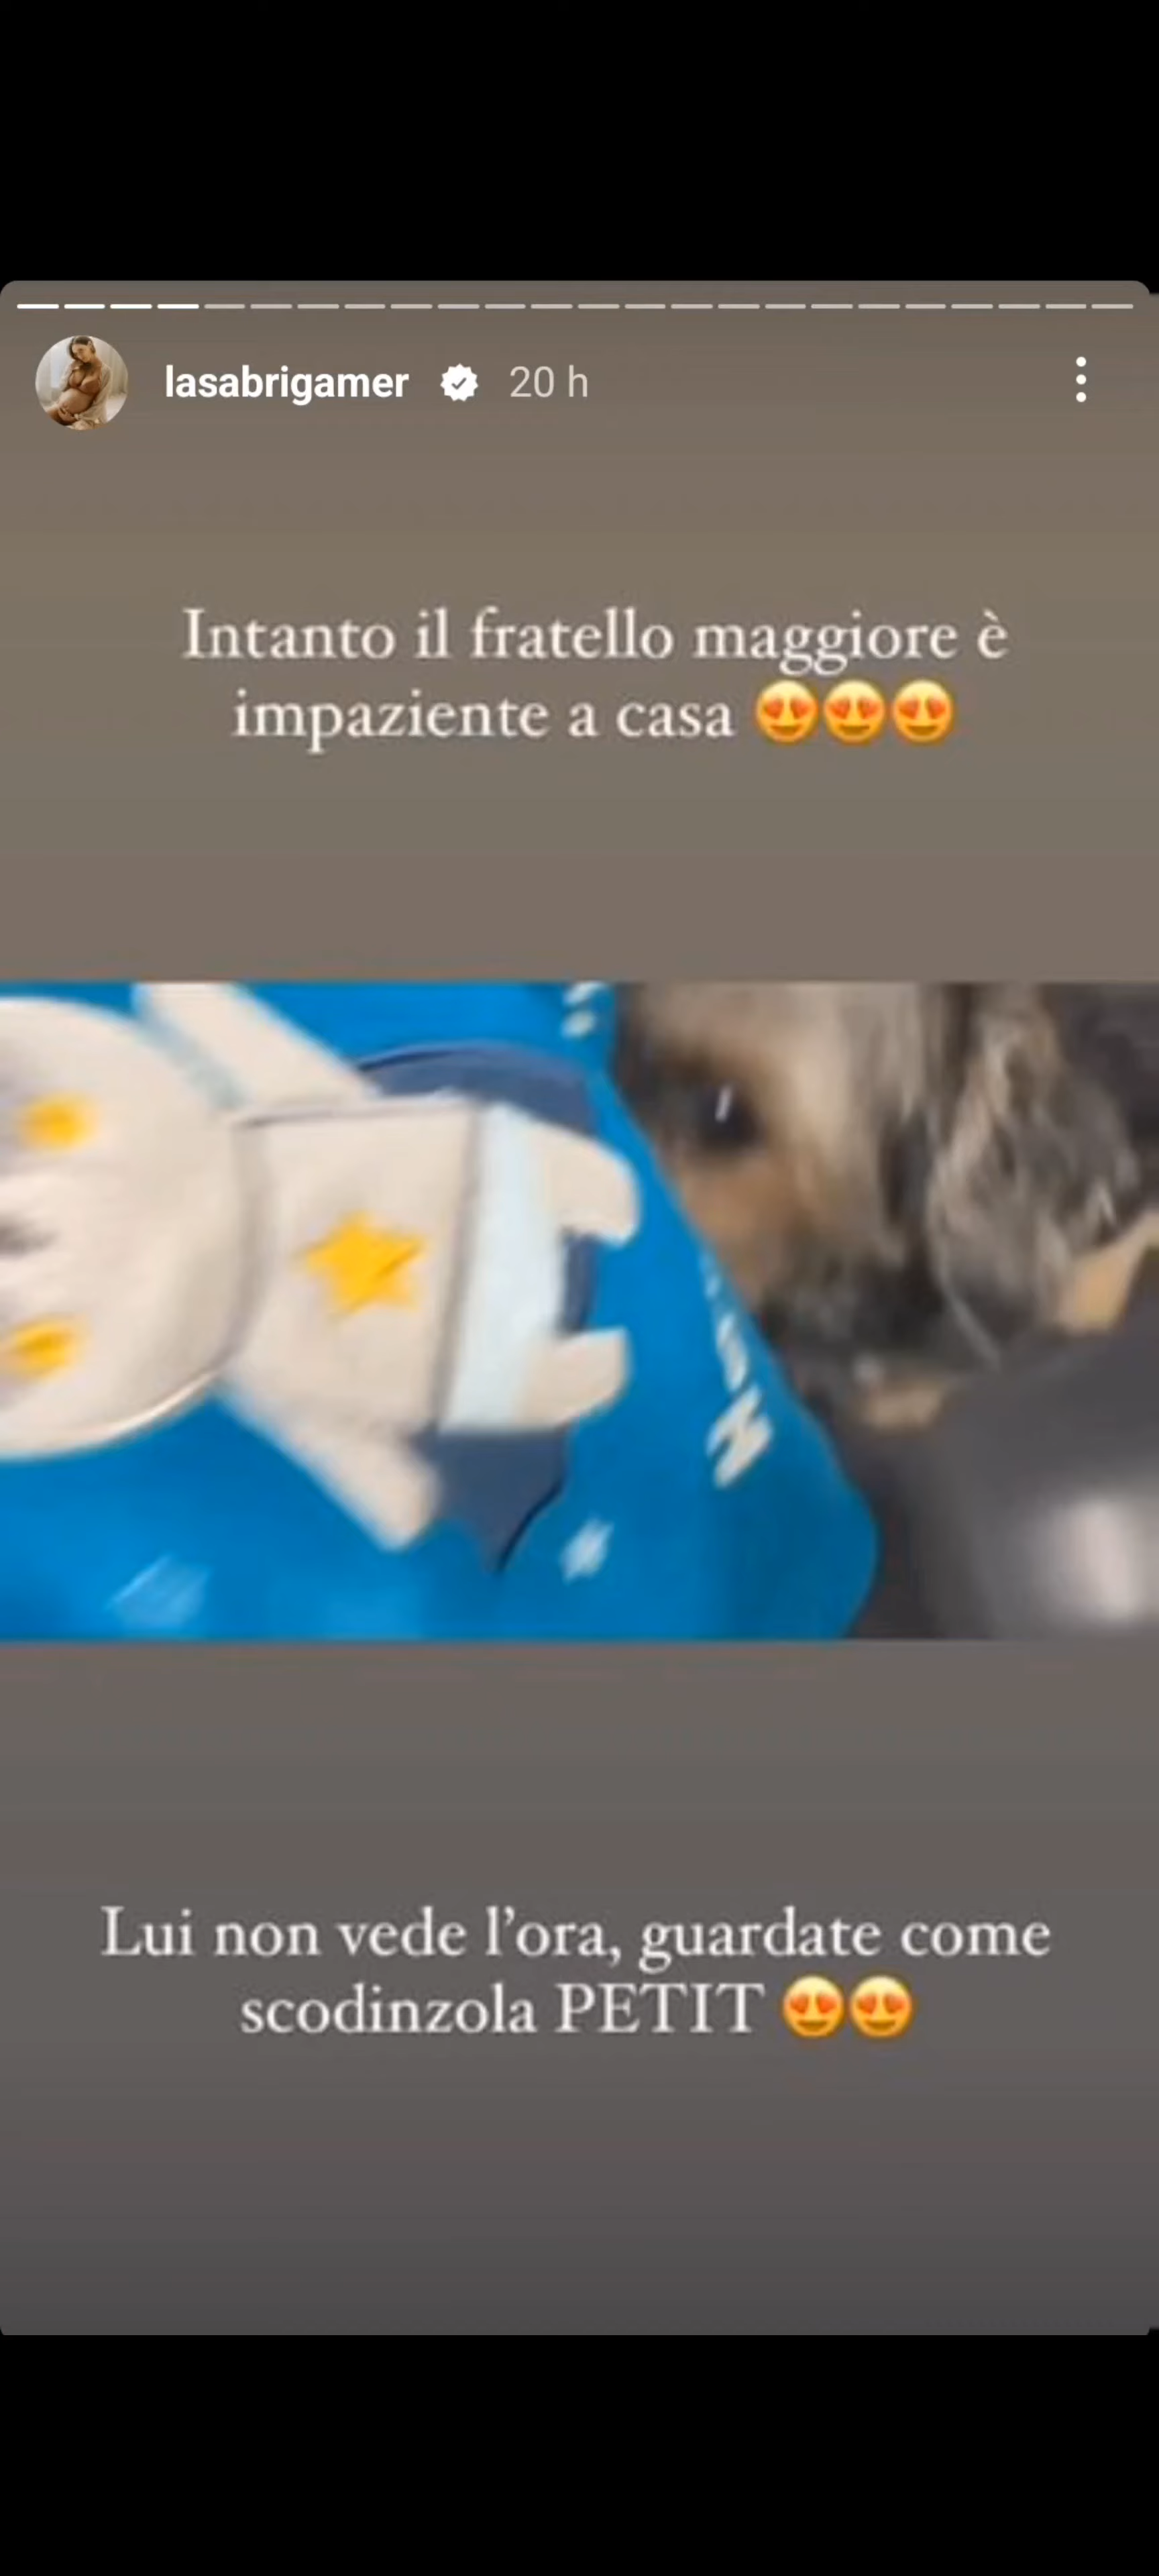 lasabrigamer 20 h
Intanto il fratello maggiore è
impaziente a casa 😍😍😍
Lui non vede l’ora, guardate come
scodinzola PETIT 😍😍